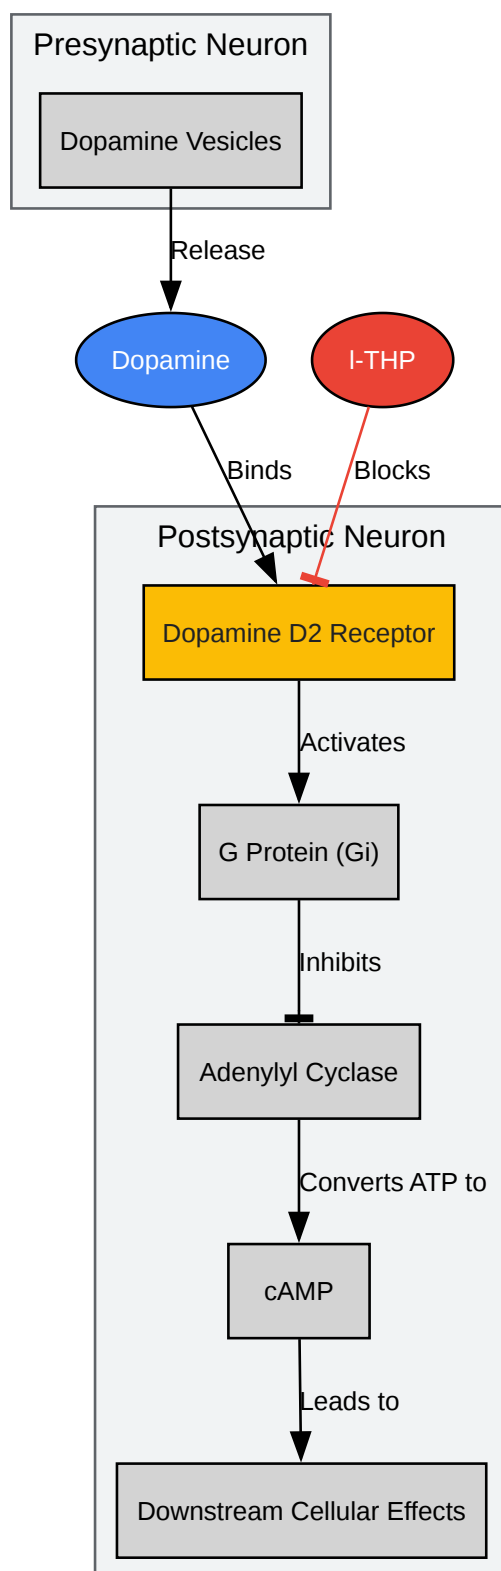 Presynaptic Neuron
Dopamine Vesicles
Release
Dopamine
l-THP
Binds
Blocks
Postsynaptic Neuron
Dopamine D2 Receptor
Activates
G Protein (Gi)
Inhibits
Adenylyl Cyclase
Converts ATP to
cAMP
Leads to
Downstream Cellular Effects